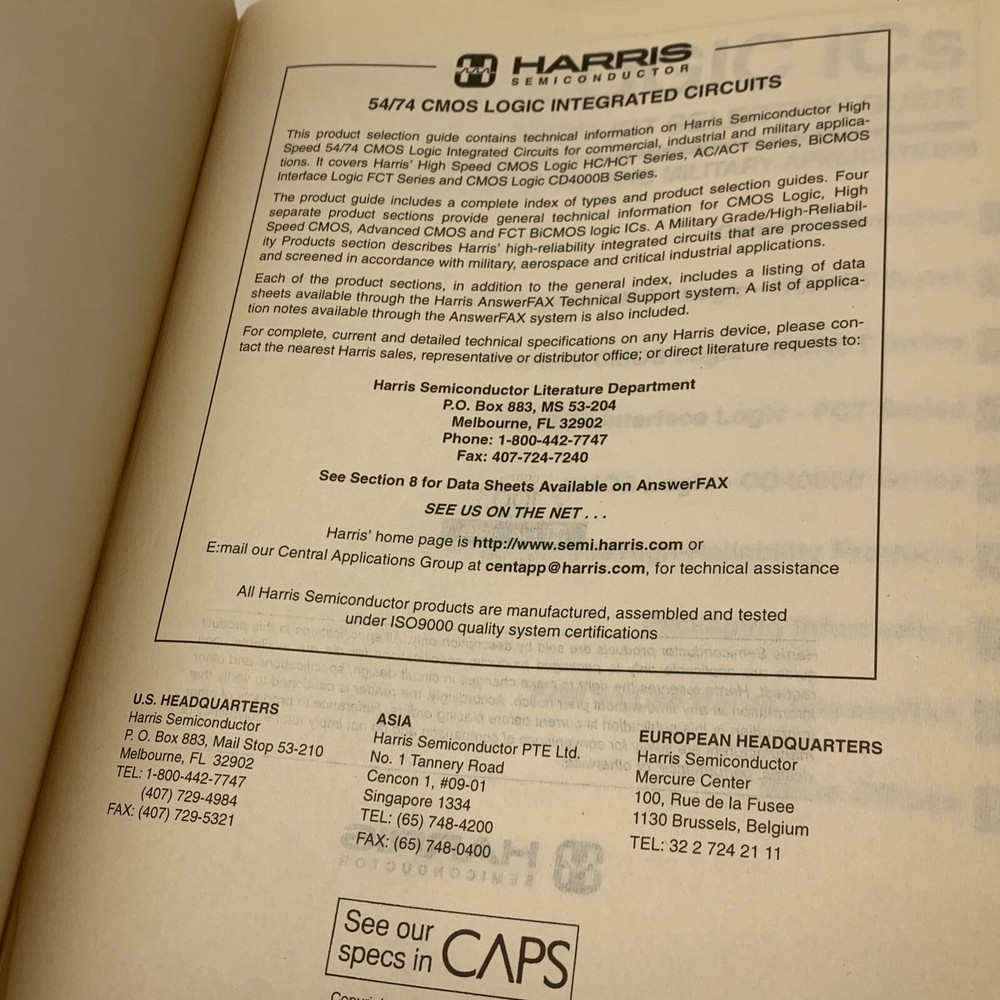 HARRIS
SEMICONDUCTOR
54/74 CMOS LOGIC INTEGRATED CIRCUITS
This product selection guide contains technical information on Harris Semiconductor High
Speed 54/74 CMOS Logic Integrated Circuits for commercial, industrial and military applica-
tions. It covers Harris' High Speed CMOS Logic HC/HCT Series, AC/ACT Series, BiCMOS
Interface Logic FCT Series and CMOS Logic CD4000B Series.
The product guide includes a complete index of types and product selection guides. Four
separate product sections provide general technical information for CMOS Logic, High
Speed CMOS, Advanced CMOS and FCT BiCMOS logic ICs. A Military Grade/High-Reliabil-
ity Products section describes Harris' high-reliability integrated circuits that are processed
and screened in accordance with military, aerospace and critical industrial applications.
Each of the product sections, in addition to the general index, includes a listing of data
sheets available through the Harris AnswerFAX Technical Support system. A list of applica-
tion notes available through the AnswerFAX system is also included.
For complete, current and detailed technical specifications on any Harris device, please con-
tact the nearest Harris sales, representative or distributor office; or direct literature requests to:
Harris Semiconductor Literature Department
P.O. Box 883, MS 53-204
Melbourne, FL 32902
Phone: 1-800-442-7747
Fax: 407-724-7240
See Section 8 for Data Sheets Available on AnswerFAX
SEE US ON THE NET . . .
Harris' home page is http://www.semi.harris.com or
E:mail our Central Applications Group at centapp@harris.com, for technical assistance
All Harris Semiconductor products are manufactured, assembled and tested
under ISO9000 quality system certifications
U.S. HEADQUARTERS
Harris Semiconductor
P. O. Box 883, Mail Stop 53-210
Melbourne, FL 32902
TEL: 1-800-442-7747
(407) 729-4984
FAX: (407) 729-5321
ASIA
Harris Semiconductor PTE Ltd.
No. 1 Tannery Road
Cencon 1, #09-01
Singapore 1334
TEL: (65) 748-4200
FAX: (65) 748-0400
EUROPEAN HEADQUARTERS
Harris Semiconductor
Mercure Center
100, Rue de la Fusee
1130 Brussels, Belgium
TEL: 32 2 724 21 11
See our
specs in CAPS